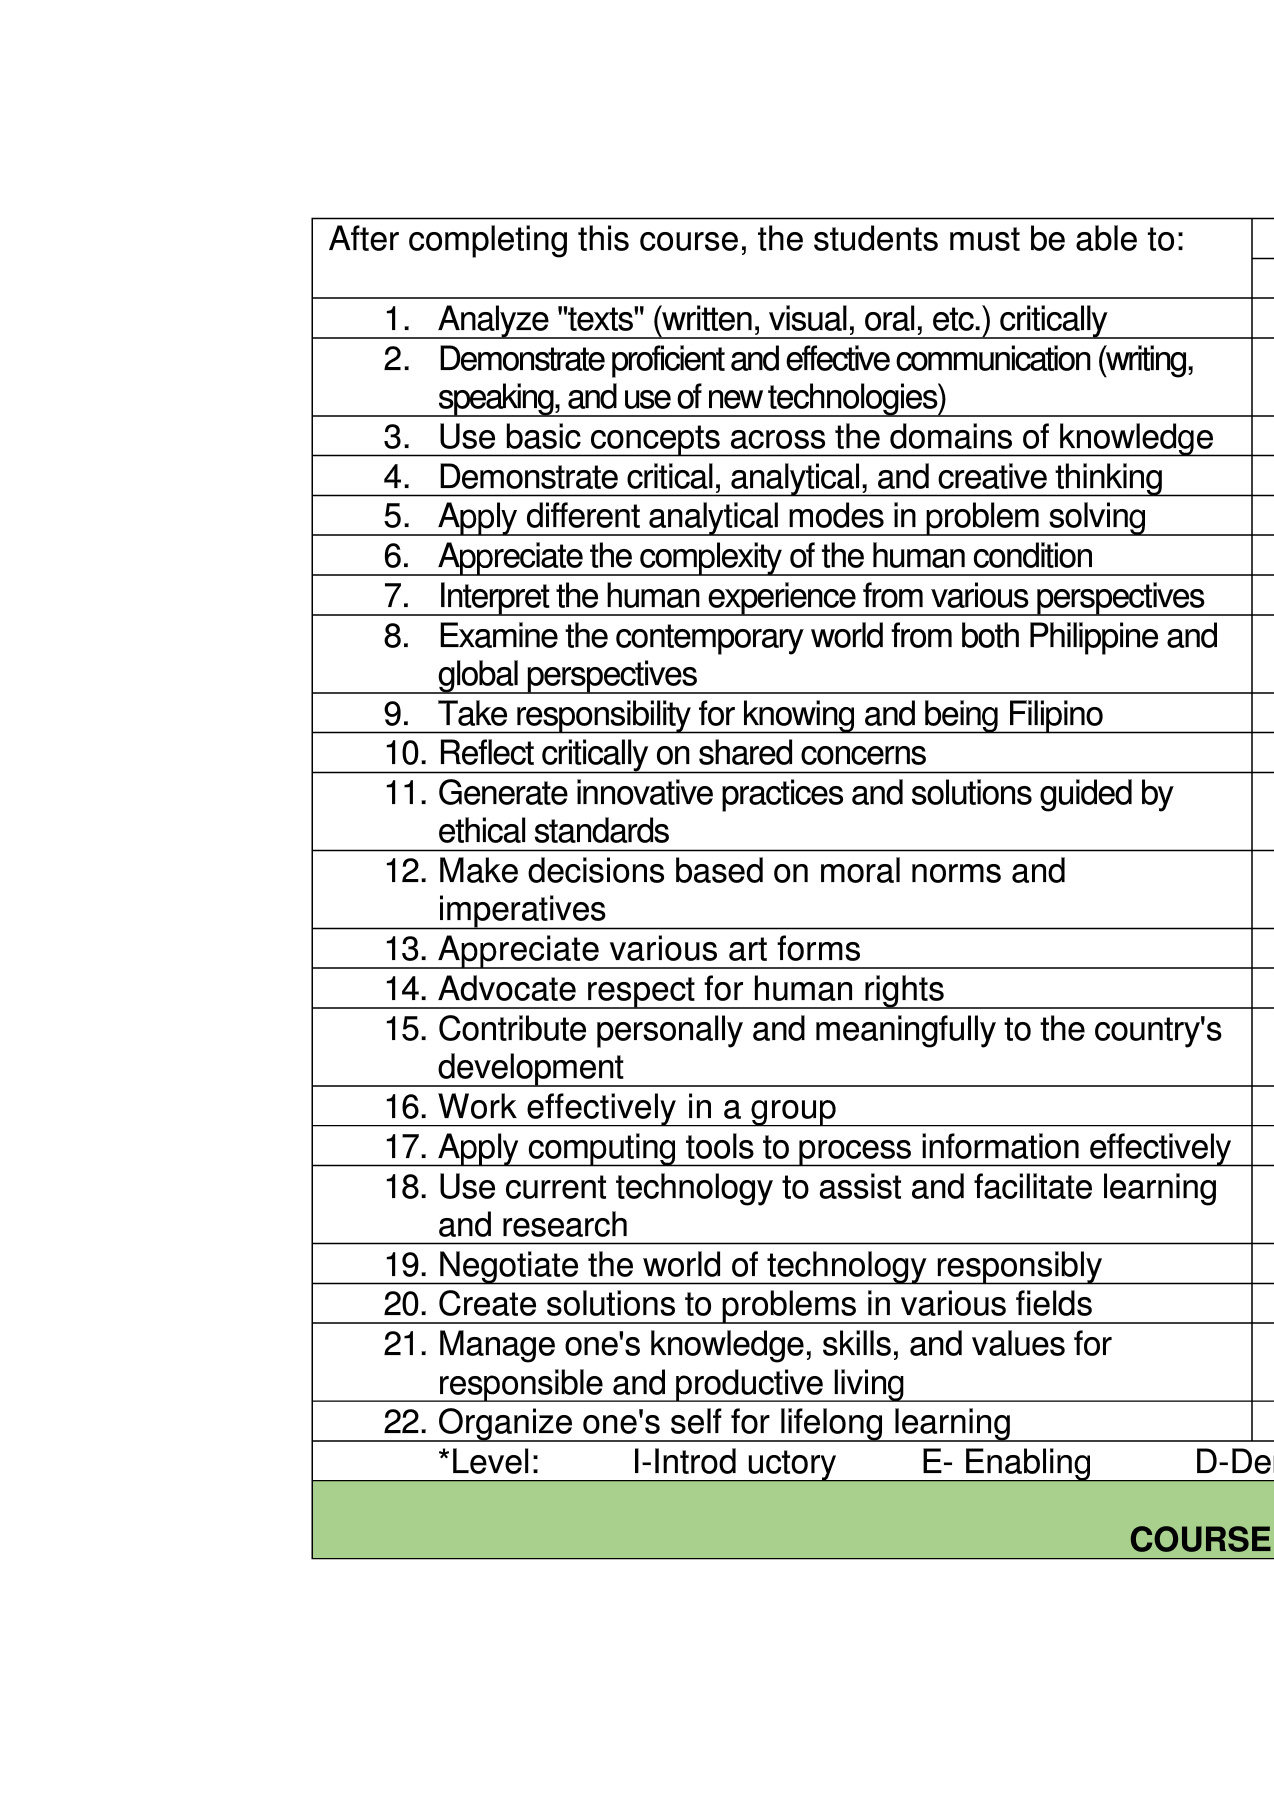 After completing this course, the students must be able to:
1. Analyze "texts" (written, visual, oral, etc.) critically
2. Demonstrate proficient and effective communication (writing,
speaking, and use of new technologies)
3. Use basic concepts across the domains of knowledge
4. Demonstrate critical, analytical, and creative thinking
5. Apply different analytical modes in problem solving
6. Appreciate the complexity of the human condition
7. Interpret the human experience from various perspectives
8. Examine the contemporary world from both Philippine and
global perspectives
9. Take responsibility for knowing and being Filipino
10. Reflect critically on shared concerns
11. Generate innovative practices and solutions guided by
ethical standards
12. Make decisions based on moral norms and
imperatives
13. Appreciate various art forms
14. Advocate respect for human rights
15. Contribute personally and meaningfully to the country's
development
16. Work effectively in a group
17. Apply computing tools to process information effectively
18. Use current technology to assist and facilitate learning
and research
19. Negotiate the world of technology responsibly
20. Create solutions to problems in various fields
21. Manage one's knowledge, skills, and values for
responsible and productive living
22. Organize one's self for lifelong learning
*Level: I-Introd uctory E- Enabling D-De
COURSE